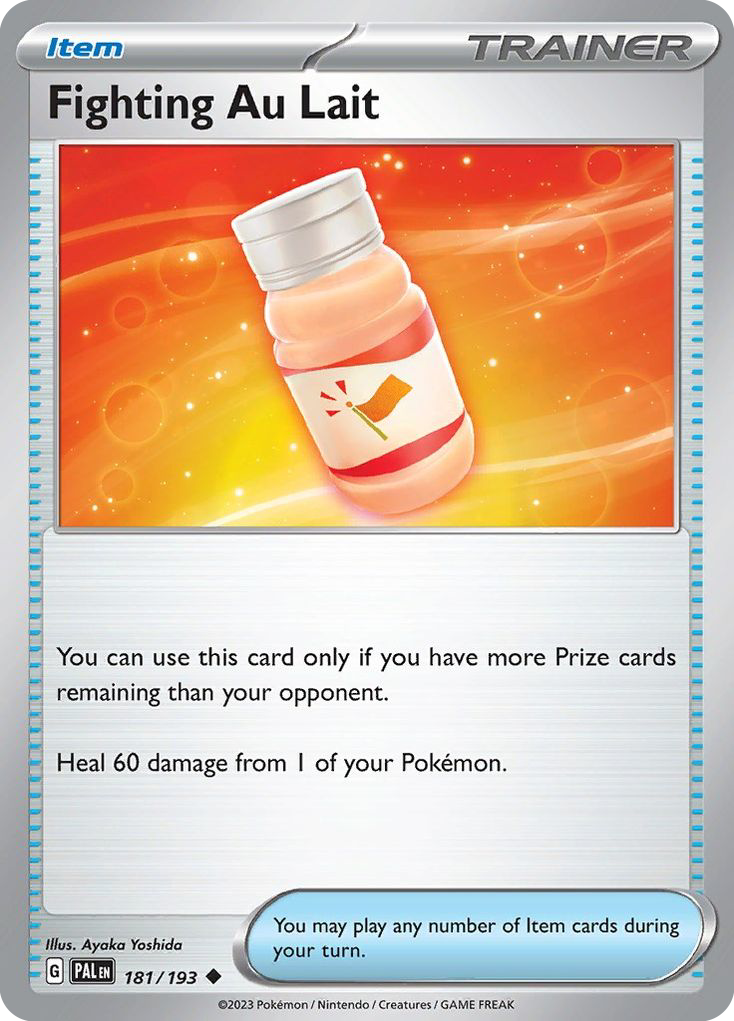 Item
TRAINER
Fighting Au Lait
You can use this card only if you have more Prize cards
remaining than your opponent.
Heal 60 damage from 1 of your Pokémon.
You may play any number of Item cards during
your turn.
Illus. Ayaka Yoshida
G PAL EN 181/193 ◆
©2023 Pokémon / Nintendo / Creatures / GAME FREAK